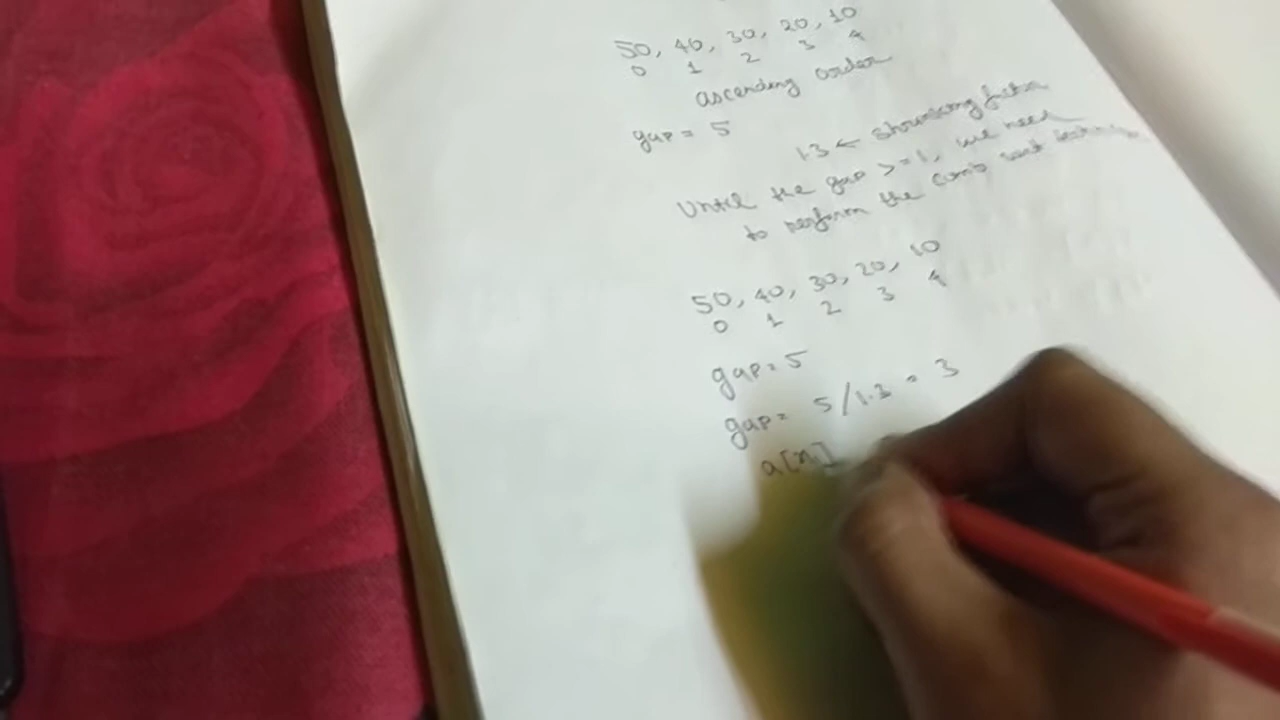 50, 40, 30, 20, 10
0 1 2 3 4
ascending order
gap = 5
1.3 ← shrinking factor
Until the gap >= 1, we need
to perform the comb sort
50, 40, 30, 20, 10
0 1 2 3 4
gap = 5
gap = 5/1.3 = 3
a[n]